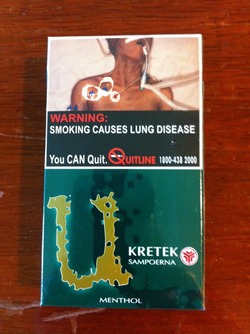 WARNING:
SMOKING CAUSES LUNG DISEASE
You CAN Quit. QUITLINE 1800-438 2000
U
KRETEK
SAMPOERNA
MENTHOL